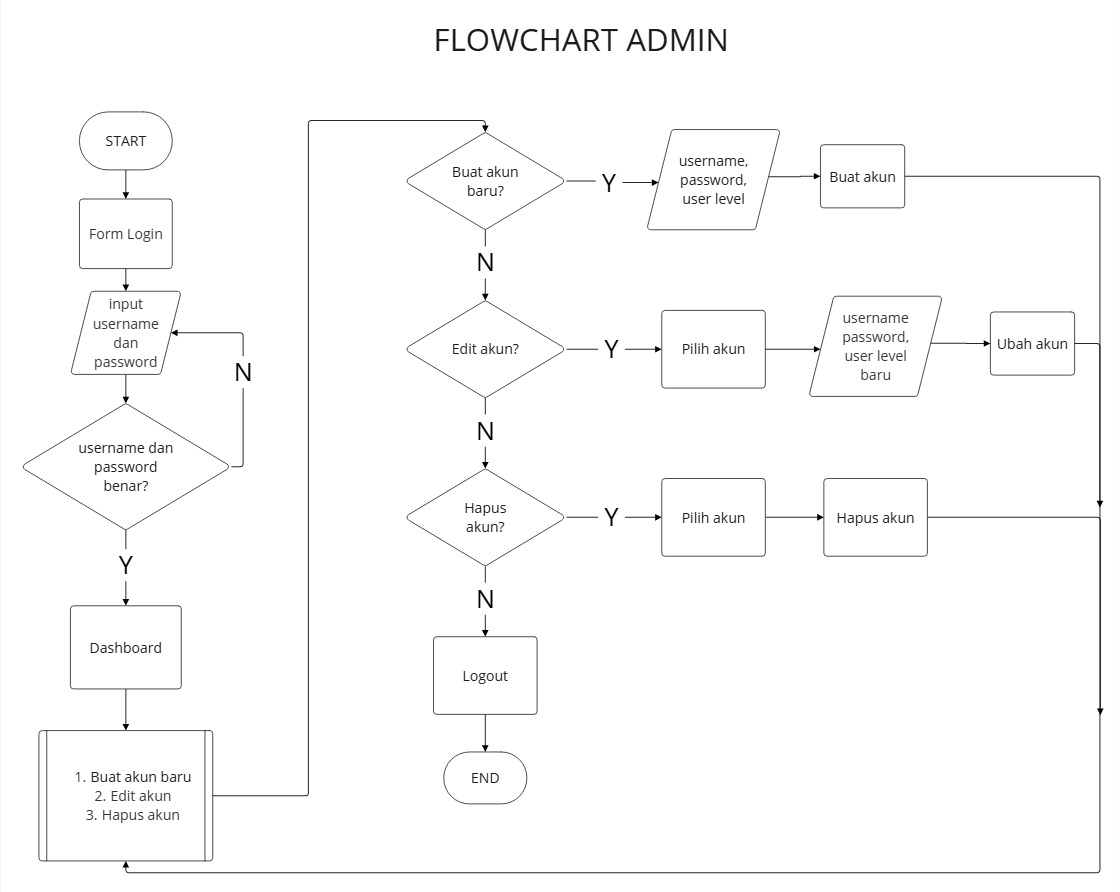 FLOWCHART ADMIN
START
Form Login
input
username
dan
password
N
username dan
password
benar?
Y
Dashboard
1. Buat akun baru
2. Edit akun
3. Hapus akun
Buat akun
baru?
Y
username,
password,
user level
Buat akun
N
Edit akun?
Y
Pilih akun
username
password,
user level
baru
Ubah akun
N
Hapus
akun?
Y
Pilih akun
Hapus akun
N
Logout
END